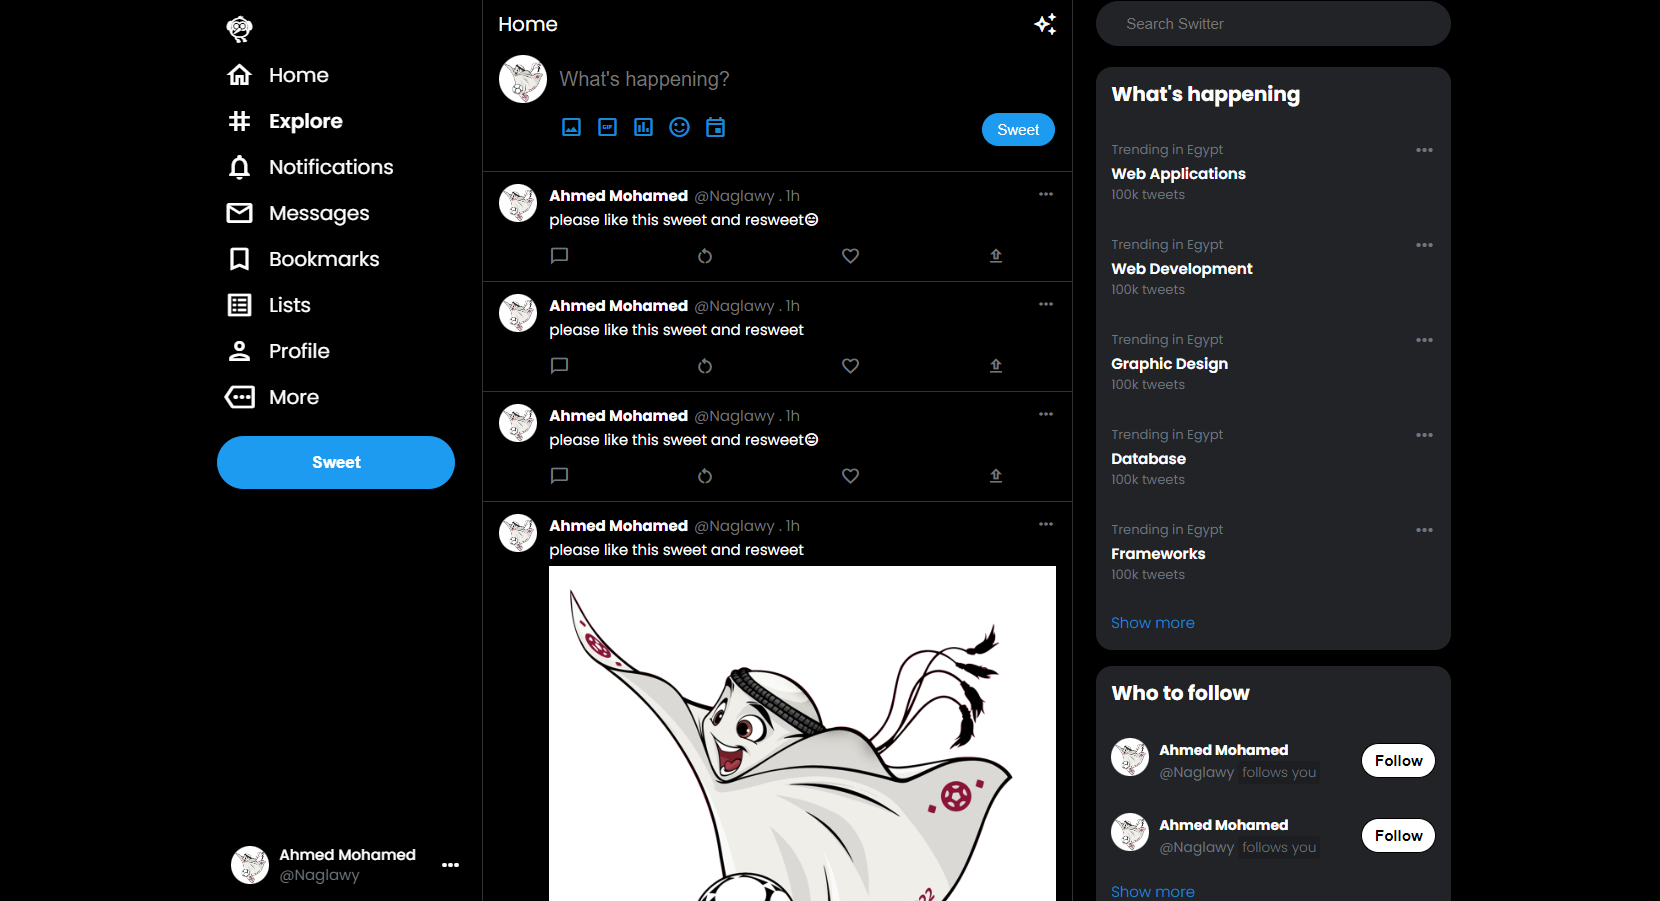 Home
Explore
Notifications
Messages
Bookmarks
Lists
Profile
More
Sweet
Ahmed Mohamed
@Naglawy
Home
What's happening?
GIF
Sweet
Ahmed Mohamed @Naglawy . 1h
please like this sweet and resweet😄
Ahmed Mohamed @Naglawy . 1h
please like this sweet and resweet
Ahmed Mohamed @Naglawy . 1h
please like this sweet and resweet😄
Ahmed Mohamed @Naglawy . 1h
please like this sweet and resweet
22
Search Switter
What's happening
Trending in Egypt
Web Applications
100k tweets
Trending in Egypt
Web Development
100k tweets
Trending in Egypt
Graphic Design
100k tweets
Trending in Egypt
Database
100k tweets
Trending in Egypt
Frameworks
100k tweets
Show more
Who to follow
Ahmed Mohamed
@Naglawy follows you
Follow
Ahmed Mohamed
@Naglawy follows you
Follow
Show more